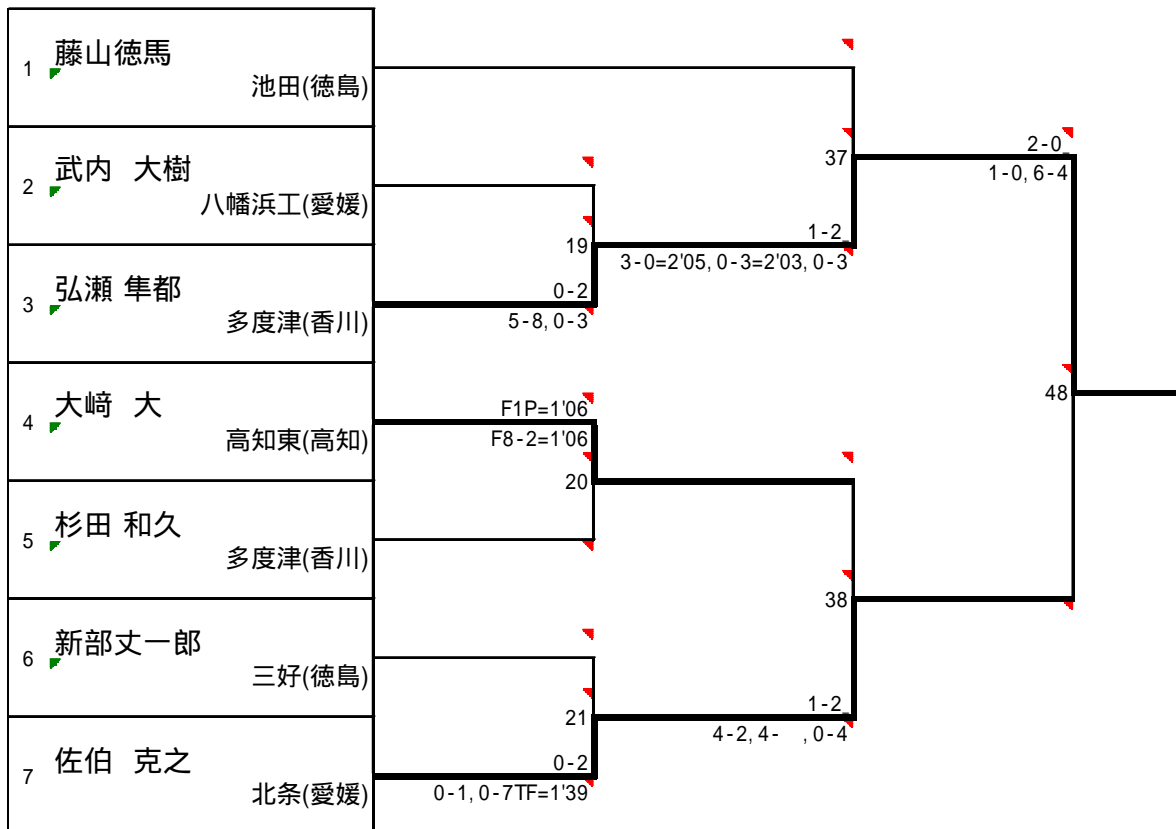 1
藤山徳馬
池田(徳島)
2
武内 大樹
八幡浜工(愛媛)
3
弘瀬 隼都
多度津(香川)
4
大﨑 大
高知東(高知)
5
杉田 和久
多度津(香川)
6
新部丈一郎
三好(徳島)
7
佐伯 克之
北条(愛媛)
19
0-2
5-8, 0-3
F1P=1'06
F8-2=1'06
20
21
0-2
0-1, 0-7TF=1'39
37
1-2_
3-0=2'05, 0-3=2'03, 0-3
38
1-2_
4-2, 4- , 0-4
2-0_
1-0, 6-4
48